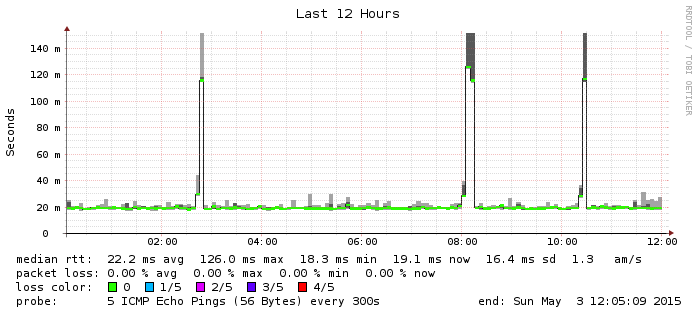 Last 12 Hours
RRDTOOL / TOBI OETIKER
Seconds
140 m
120 m
100 m
80 m
60 m
40 m
20 m
0
02:00 04:00 06:00 08:00 10:00 12:00
median rtt: 22.2 ms avg 126.0 ms max 18.3 ms min 19.1 ms now 16.4 ms sd 1.3 am/s
packet loss: 0.00 % avg 0.00 % max 0.00 % min 0.00 % now
loss color: 0 1/5 2/5 3/5 4/5
probe: 5 ICMP Echo Pings (56 Bytes) every 300s end: Sun May 3 12:05:09 2015